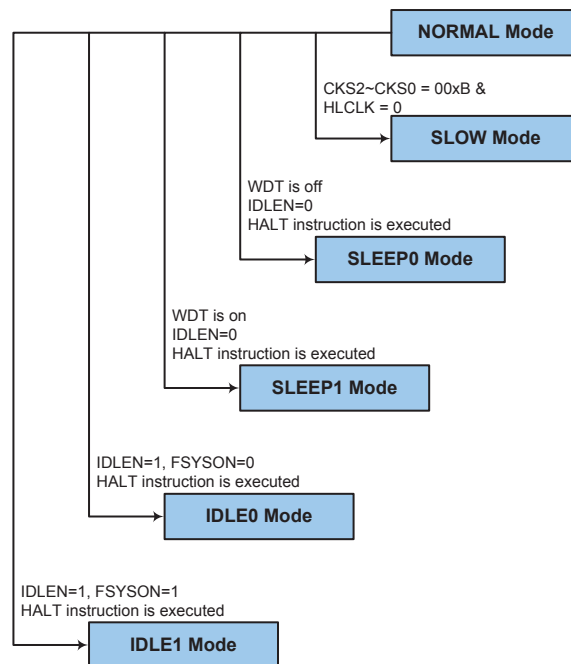 NORMAL Mode
CKS2~CKS0 = 00xB &
HLCLK = 0
SLOW Mode
WDT is off
IDLEN=0
HALT instruction is executed
SLEEP0 Mode
WDT is on
IDLEN=0
HALT instruction is executed
SLEEP1 Mode
IDLEN=1, FSYSON=0
HALT instruction is executed
IDLE0 Mode
IDLEN=1, FSYSON=1
HALT instruction is executed
IDLE1 Mode